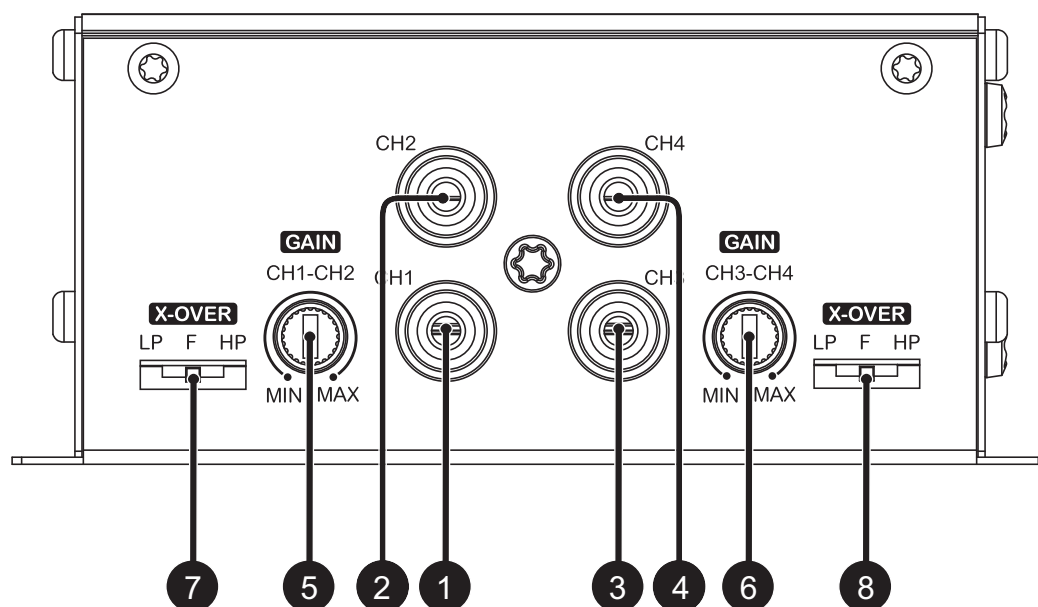 CH2
CH4
GAIN
CH1-CH2
GAIN
CH3-CH4
CH1
X-OVER
LP F HP
X-OVER
LP F HP
MIN MAX
MIN MAX
7 5 2 1 3 4 6 8